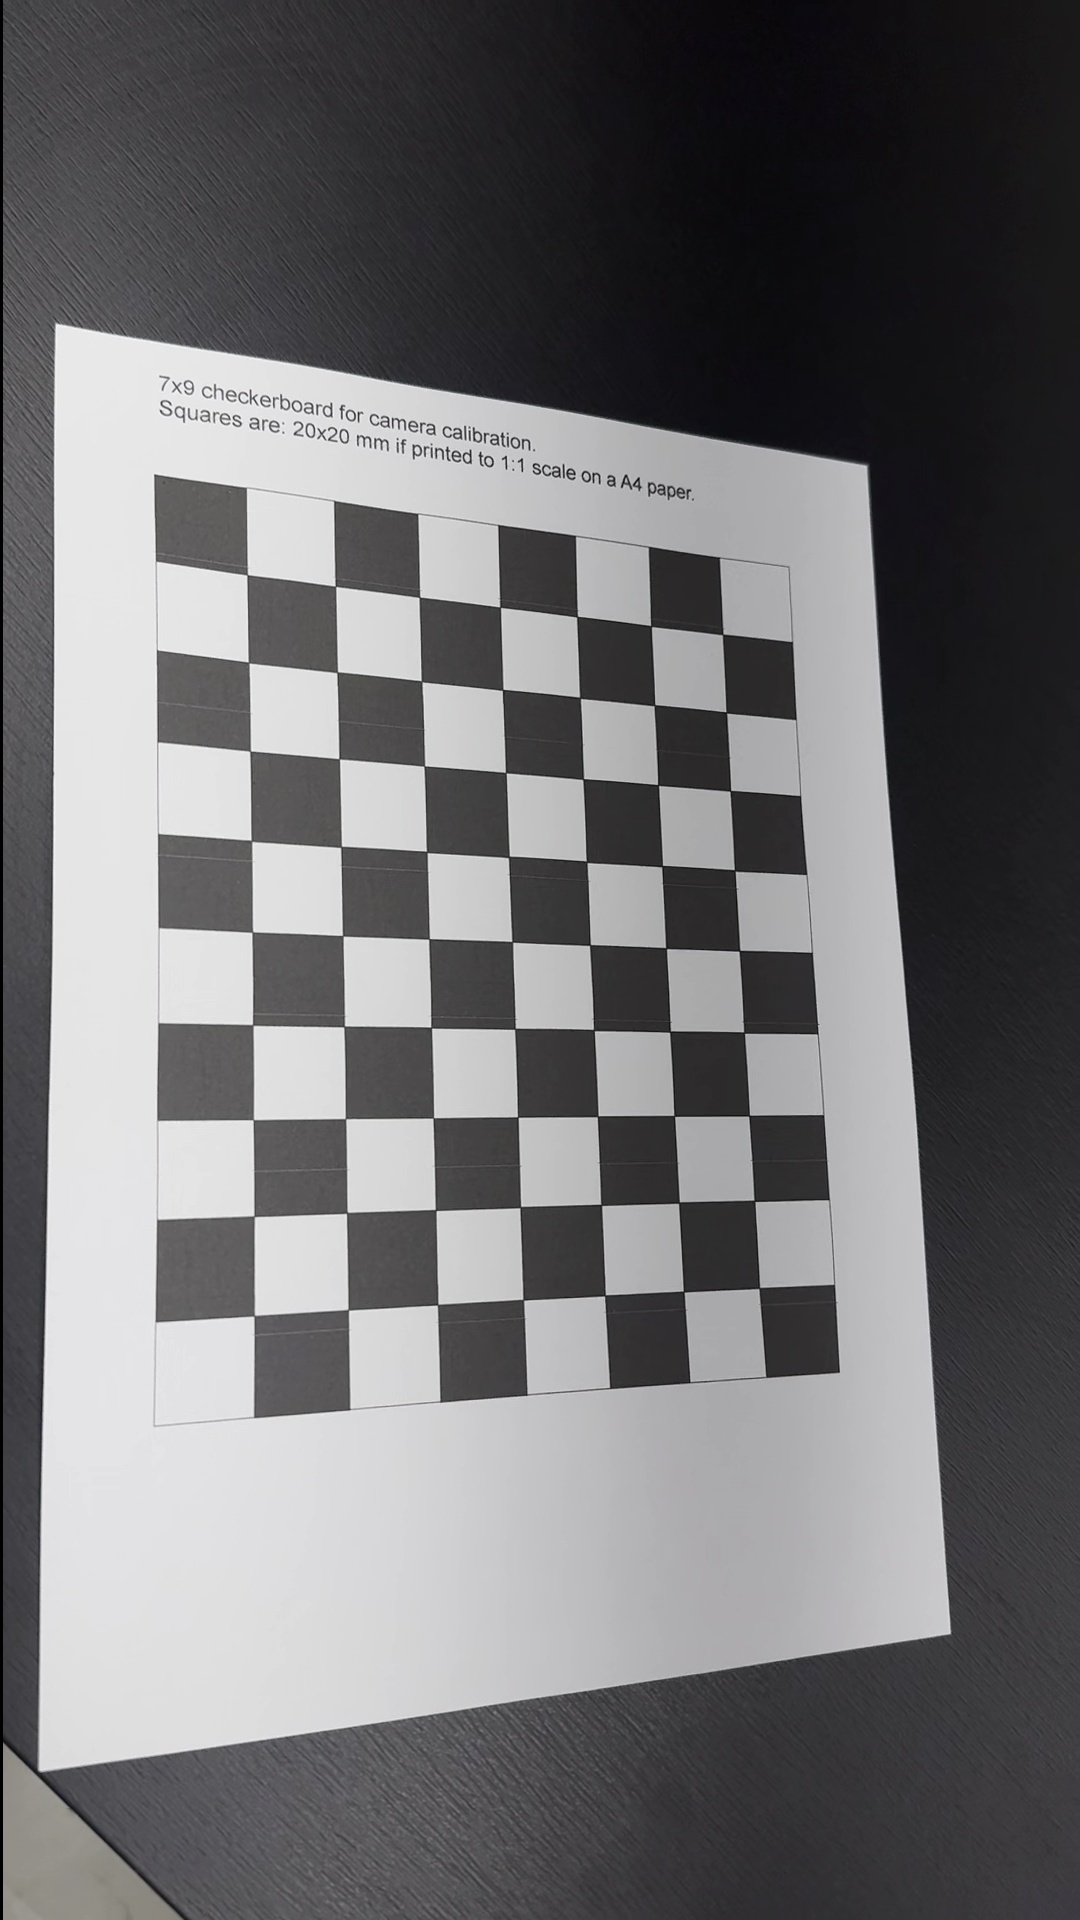 7x9 checkerboard for camera calibration.
Squares are: 20x20 mm if printed to 1:1 scale on a A4 paper.